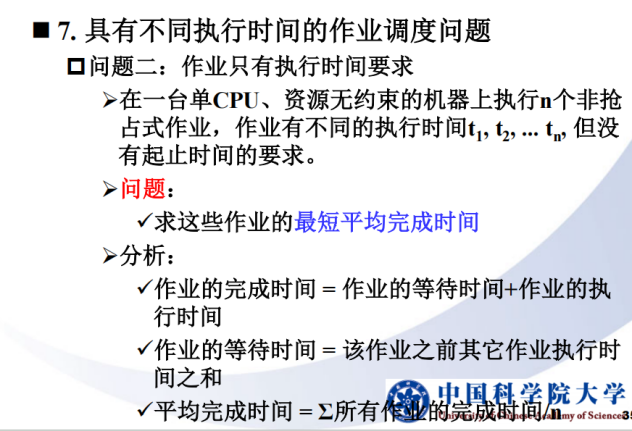 ■ 7. 具有不同执行时间的作业调度问题
问题二：作业只有执行时间要求
➢在一台单CPU、资源无约束的机器上执行n个非抢
占式作业，作业有不同的执行时间t1, t2, ... tn, 但没
有起止时间的要求。
➢问题：
✓求这些作业的最短平均完成时间
➢分析：
✓作业的完成时间 = 作业的等待时间+作业的执
行时间
✓作业的等待时间 = 该作业之前其它作业执行时
间之和
中国科学院大学
✓平均完成时间 = Σ所有作业的完成时间/n
35